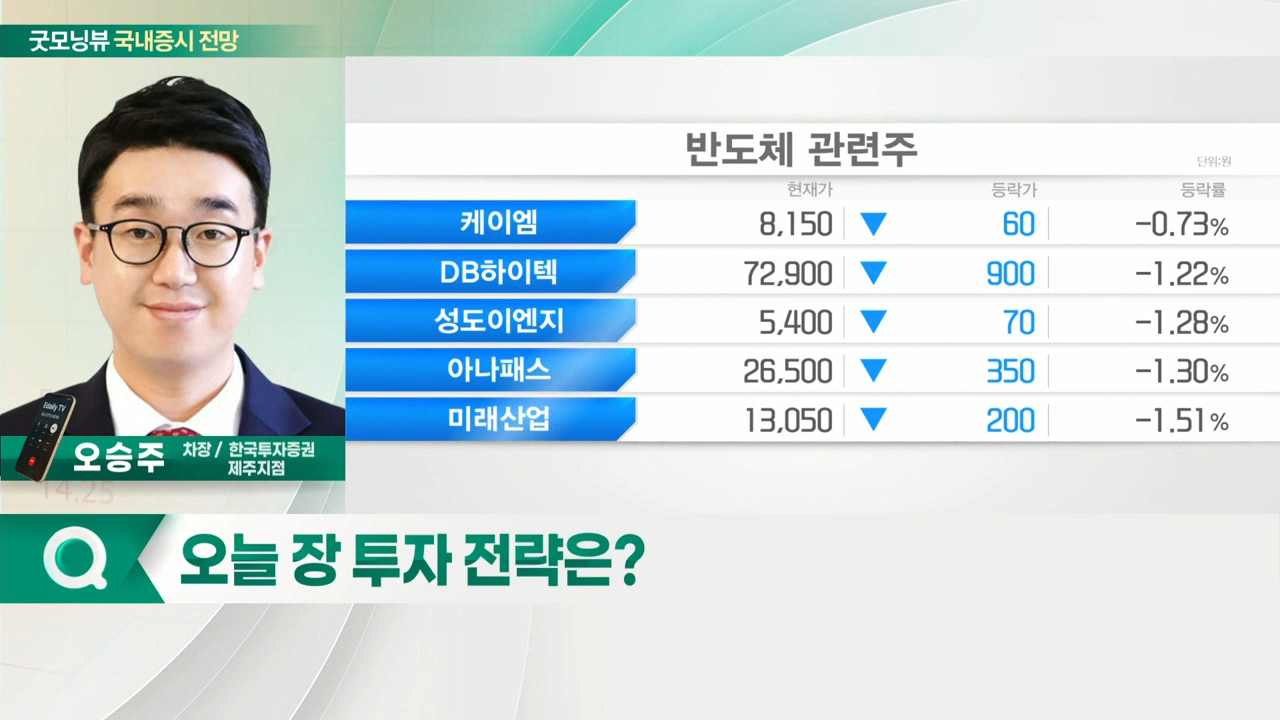 굿모닝뷰 국내증시 전망
반도체 관련주
단위:원
현재가 등락가 등락률
케이엠 8,150 ▼ 60 -0.73%
DB하이텍 72,900 ▼ 900 -1.22%
성도이엔지 5,400 ▼ 70 -1.28%
아나패스 26,500 ▼ 350 -1.30%
미래산업 13,050 ▼ 200 -1.51%
Edaily TV
오승주 차장 / 한국투자증권
제주지점
14.25
Q 오늘 장 투자 전략은?